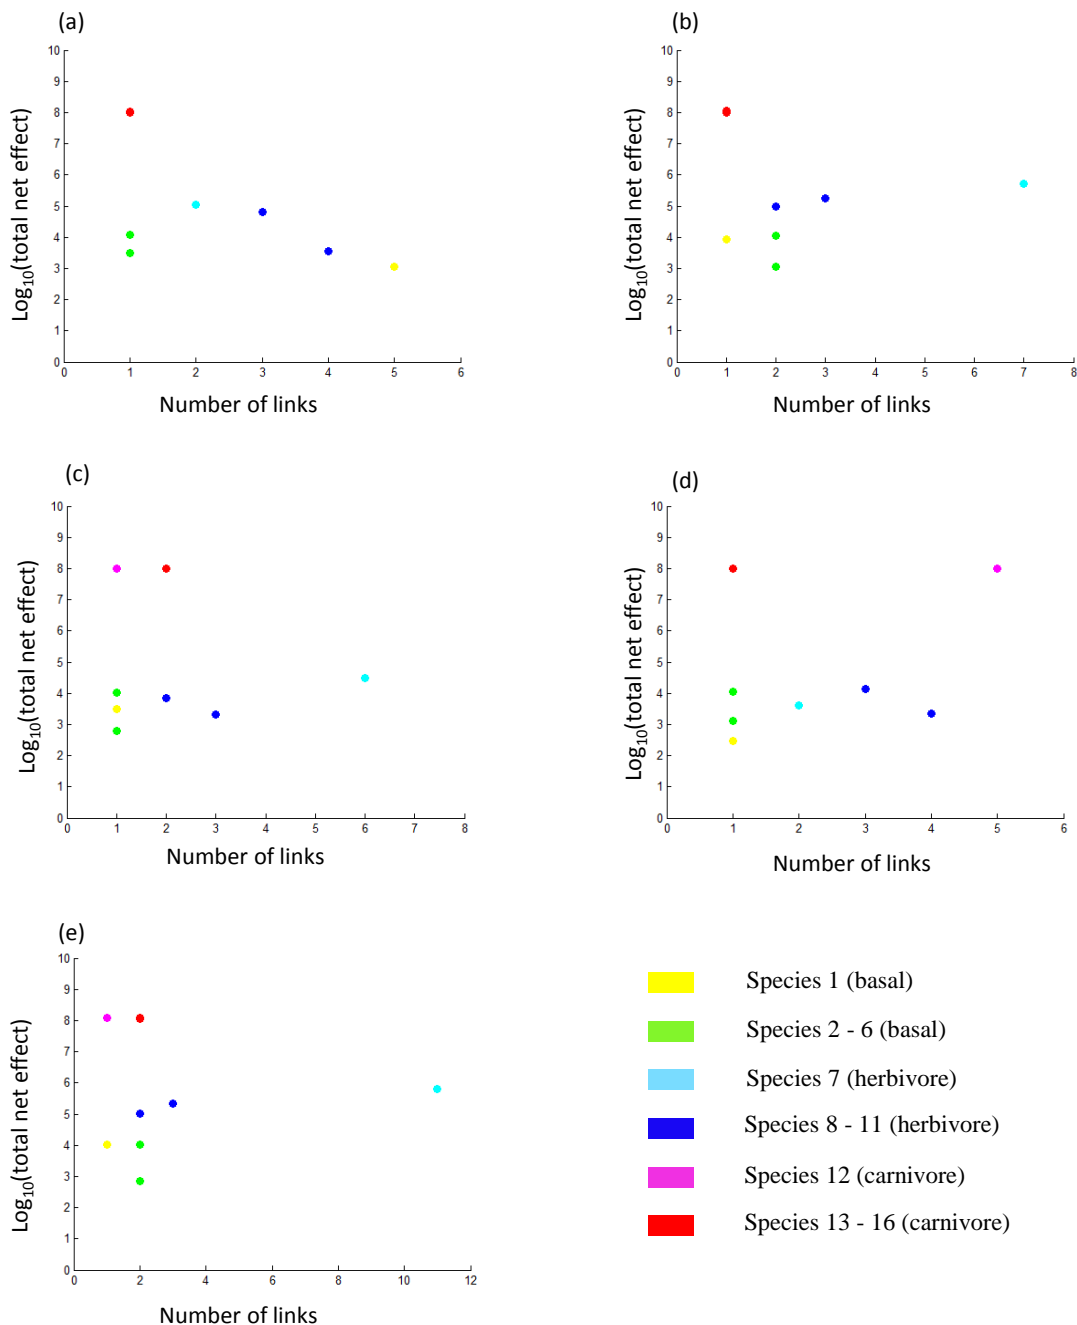 (a)
10
9
8
7
6
5
4
3
2
1
0
0 1 2 3 4 5 6
Log10(total net effect)
Number of links
(b)
10
9
8
7
6
5
4
3
2
1
0
0 1 2 3 4 5 6 7 8
Log10(total net effect)
Number of links
(c)
10
9
8
7
6
5
4
3
2
1
0
0 1 2 3 4 5 6 7 8
Log10(total net effect)
Number of links
(d)
10
9
8
7
6
5
4
3
2
1
0
0 1 2 3 4 5 6
Log10(total net effect)
Number of links
(e)
10
9
8
7
6
5
4
3
2
1
0
0 2 4 6 8 10 12
Log10(total net effect)
Number of links
Species 1 (basal)
Species 2 - 6 (basal)
Species 7 (herbivore)
Species 8 - 11 (herbivore)
Species 12 (carnivore)
Species 13 - 16 (carnivore)